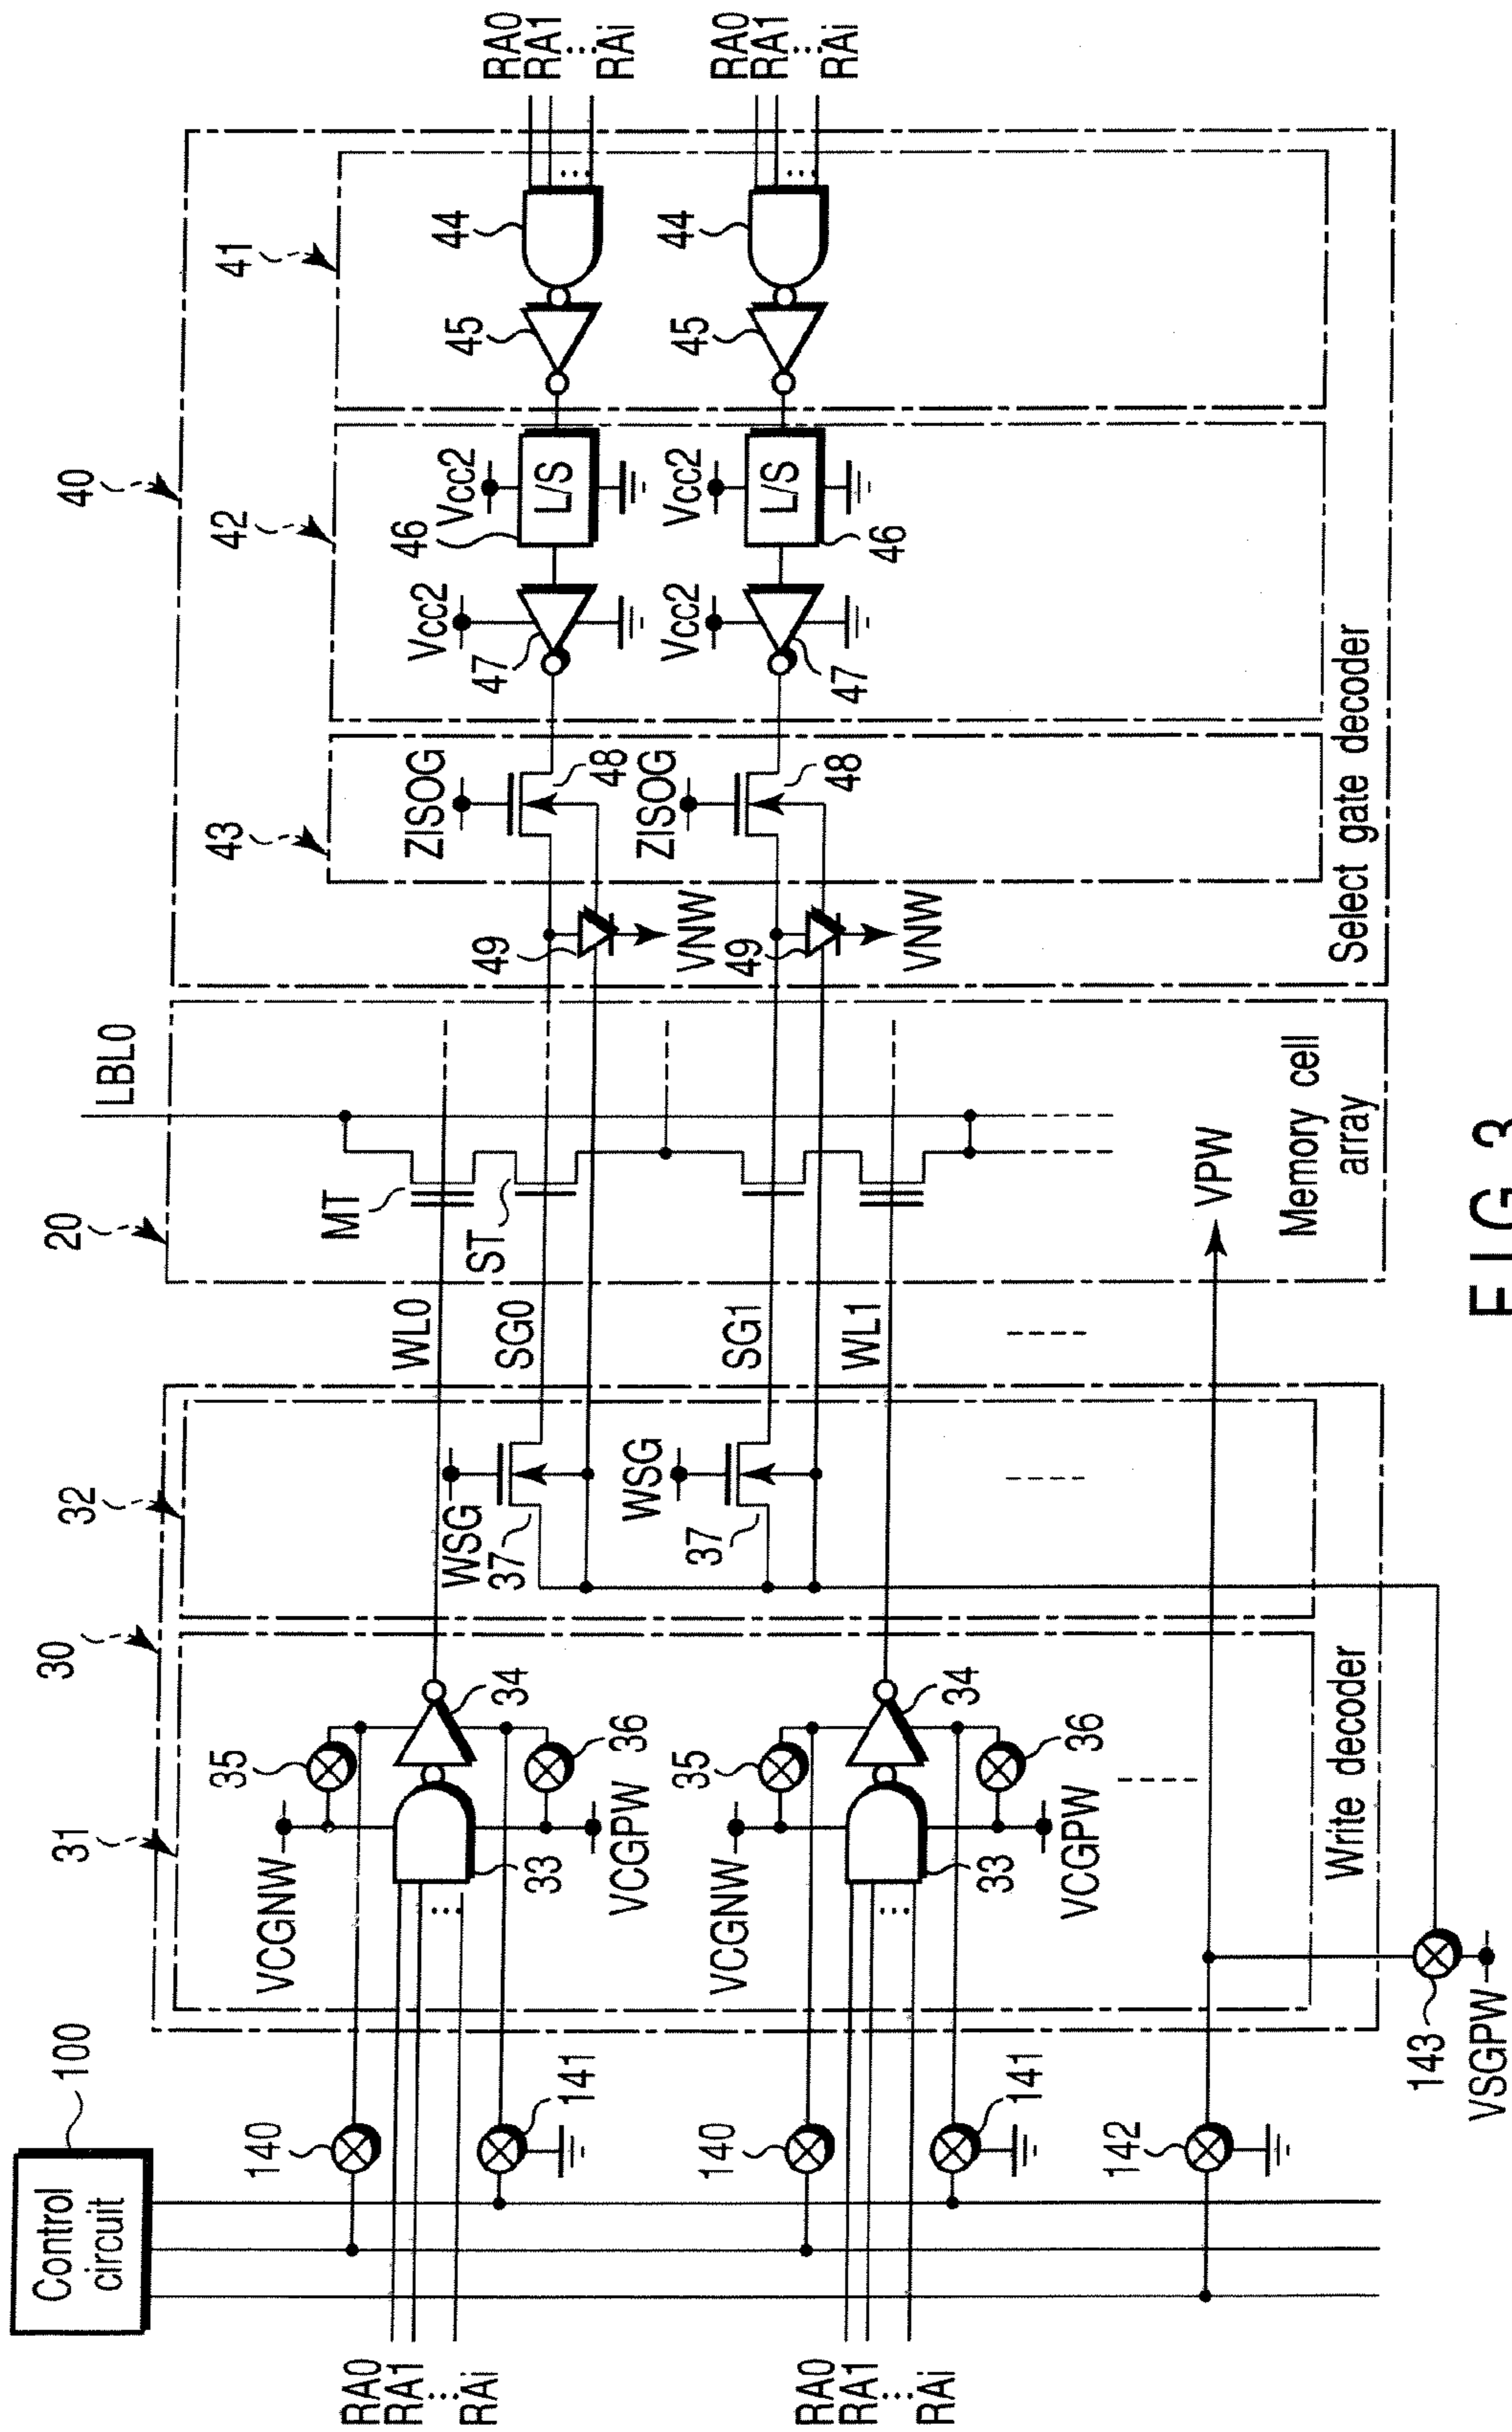 Control
circuit
100
RA0
RA1
...
RAi
RA0
RA1
...
RAi
140
141
140
141
142
143
VSGPW
30
31
32
VCGNW
35
34
33
36
VCGPW
VCGNW
35
34
33
36
VCGPW
Write decoder
WSG
37
WSG
37
WL0
SG0
SG1
WL1
20
MT
ST
LBL0
VPW
Memory cell
array
40
43
42
41
49
VNW
49
VNW
ZISOG
48
ZISOG
48
Vcc2
47
Vcc2
46
L/S
Vcc2
47
Vcc2
46
L/S
45
44
45
44
RA0
RA1
...
RAi
RA0
RA1
...
RAi
Select gate decoder
FIG. 3